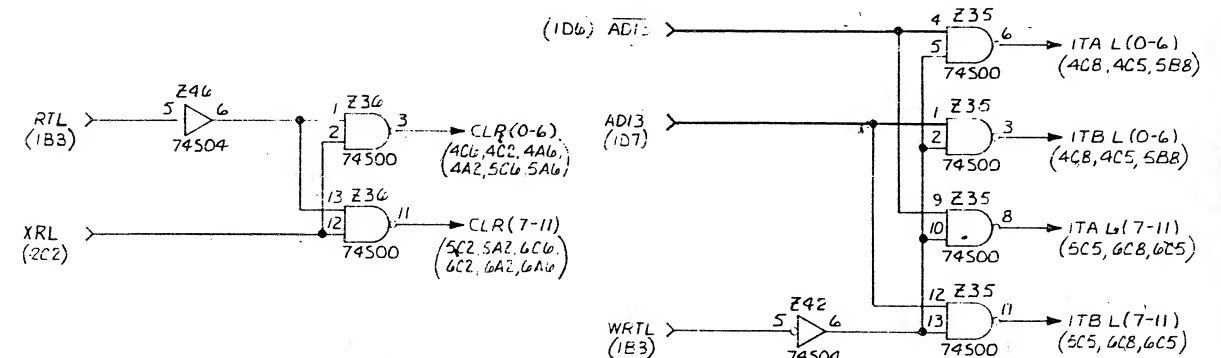 RTL
(1B3)
5 Z46 6
74S04
1 Z36
2 3
74S00
CLR(0-6)
(4C6, 4C2, 4A6,
4A2, 5C6, 5A6)
XRL
(2C2)
13 Z36
12 11
74S00
CLR(7-11)
(5C2, 5A2, 6C6,
6C2, 6A2, 6A6)
(1D6) ADI3
4 Z35
5 6
74S00
ITA L(0-6)
(4C8, 4C5, 5B8)
ADI3
(1D7)
1 Z35
2 3
74S00
ITB L(0-6)
(4C8, 4C5, 5B8)
9 Z35
10 8
74S00
ITA L(7-11)
(5C5, 6C8, 6C5)
WRTL
(1B3)
5 Z42 6
74S04
12 Z35
13 11
74S00
ITB L(7-11)
(5C5, 6C8, 6C5)